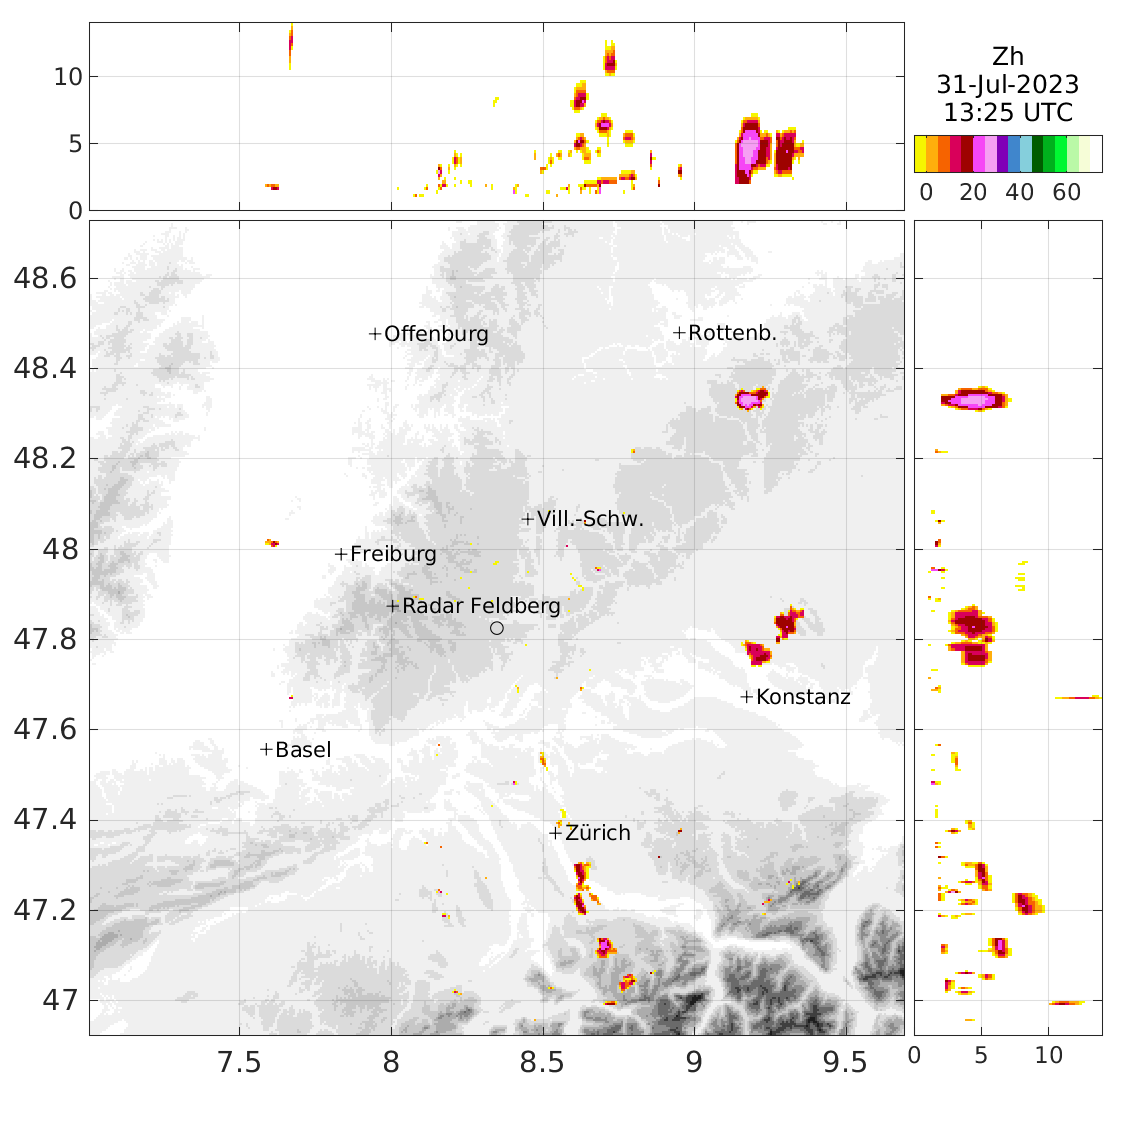 10
5
0
Zh
31-Jul-2023
13:25 UTC
0 20 40 60
48.6
48.4
48.2
48
47.8
47.6
47.4
47.2
47
+Offenburg
+Rottenb.
+Vill.-Schw.
+Freiburg
+Radar Feldberg
+Konstanz
+Basel
+Zürich
7.5 8 8.5 9 9.5
0 5 10